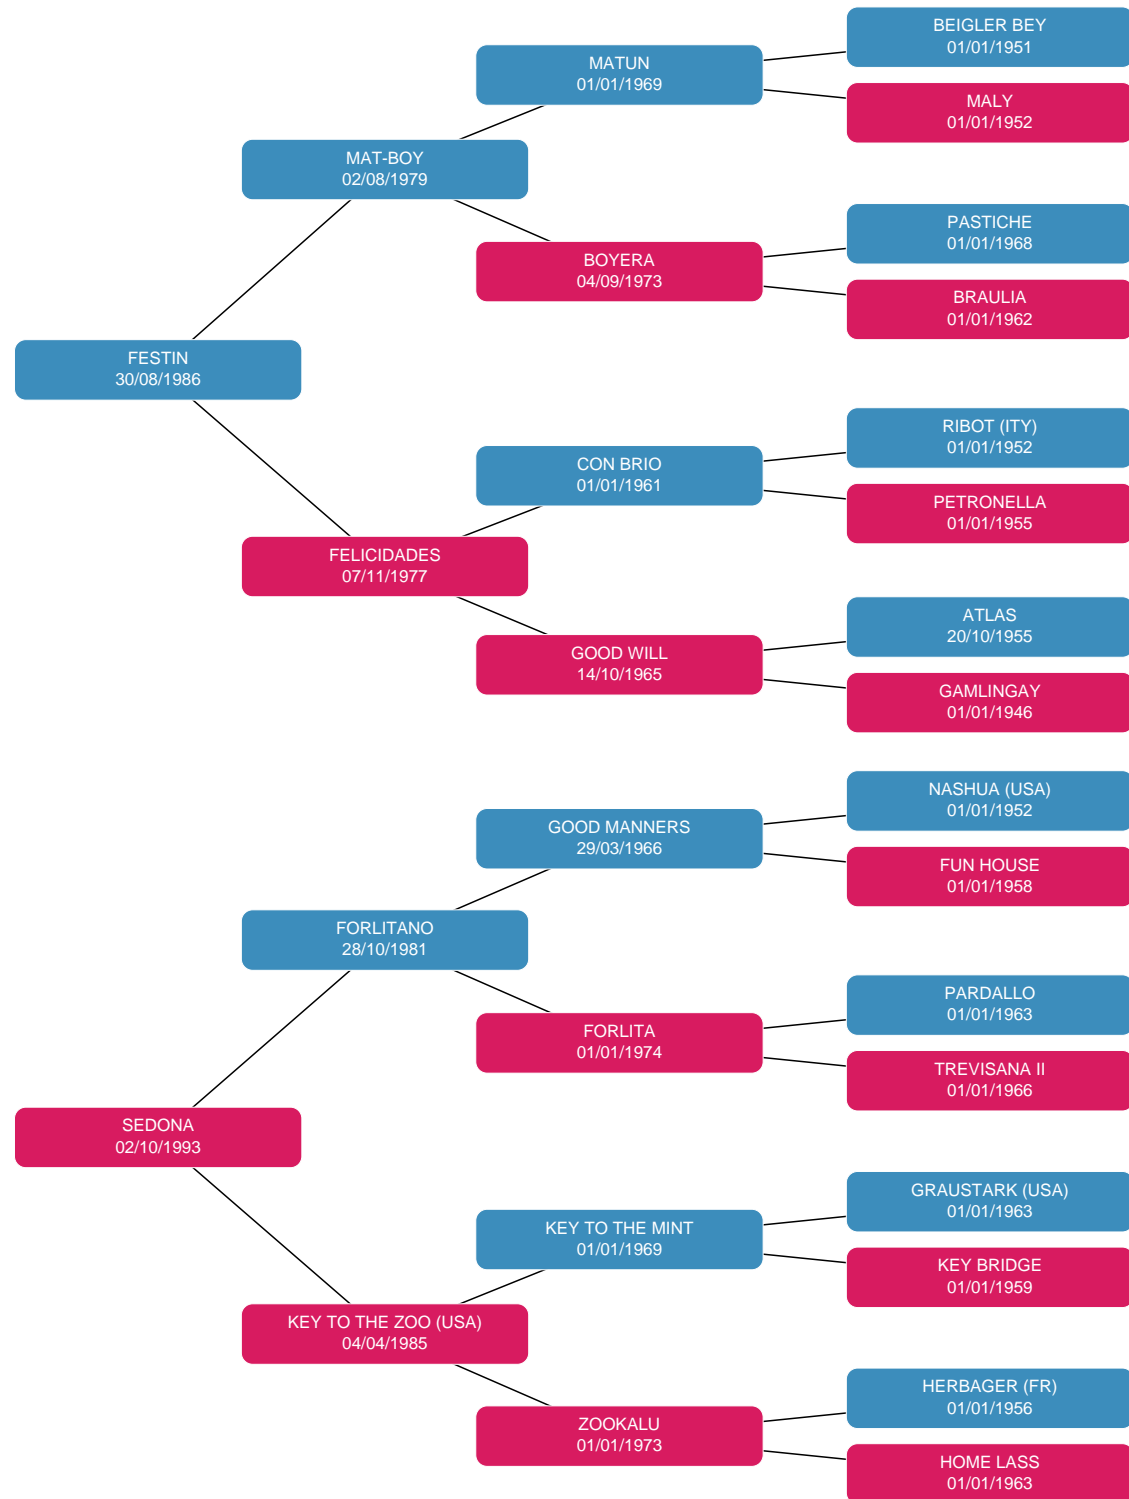 BEIGLER BEY
01/01/1951
MATUN
01/01/1969
MALY
01/01/1952
MAT-BOY
02/08/1979
PASTICHE
01/01/1968
BOYERA
04/09/1973
BRAULIA
01/01/1962
FESTIN
30/08/1986
RIBOT (ITY)
01/01/1952
CON BRIO
01/01/1961
PETRONELLA
01/01/1955
FELICIDADES
07/11/1977
ATLAS
20/10/1955
GOOD WILL
14/10/1965
GAMLINGAY
01/01/1946
NASHUA (USA)
01/01/1952
GOOD MANNERS
29/03/1966
FUN HOUSE
01/01/1958
FORLITANO
28/10/1981
PARDALLO
01/01/1963
FORLITA
01/01/1974
TREVISANA II
01/01/1966
SEDONA
02/10/1993
GRAUSTARK (USA)
01/01/1963
KEY TO THE MINT
01/01/1969
KEY BRIDGE
01/01/1959
KEY TO THE ZOO (USA)
04/04/1985
HERBAGER (FR)
01/01/1956
ZOOKALU
01/01/1973
HOME LASS
01/01/1963